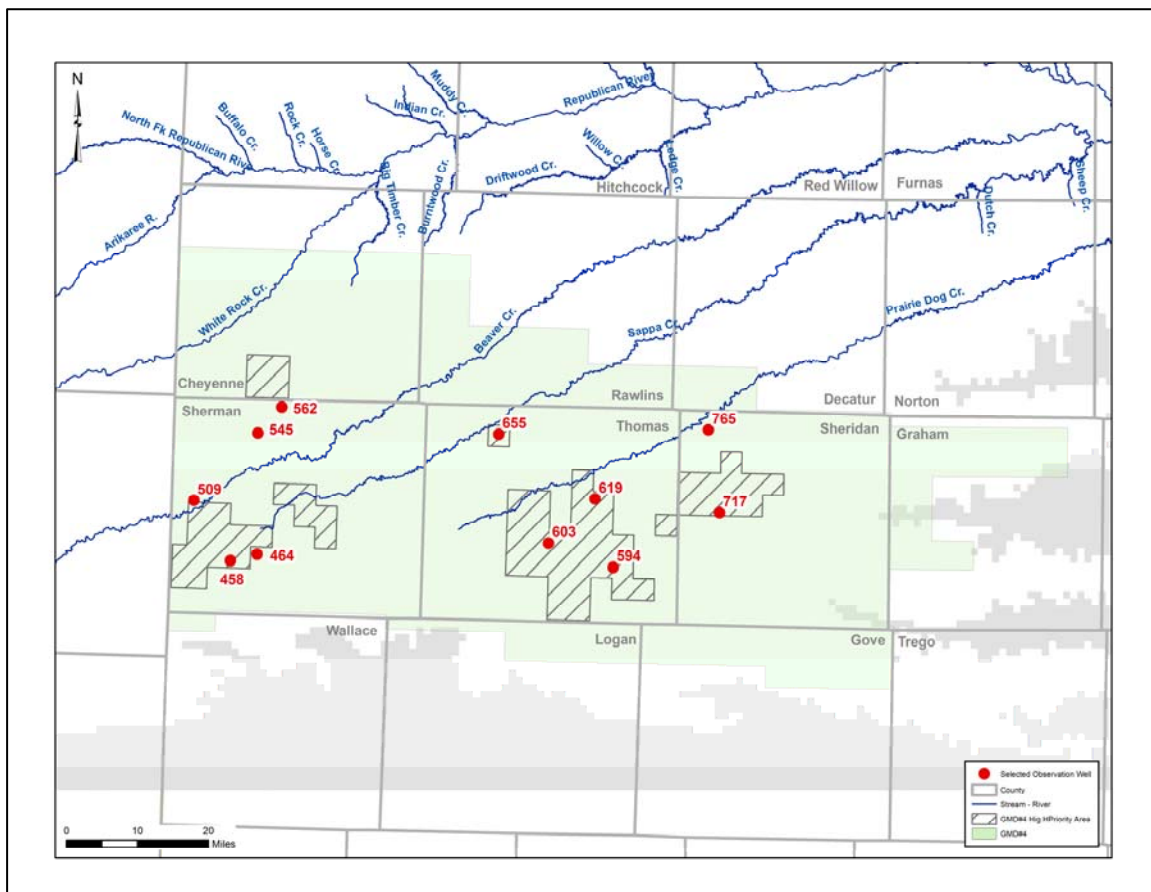 N
Muddy Cr.
Republican River
Indian Cr.
Buffalo Cr.
Rock Cr.
Horse Cr.
North Fk Republican River
Big Timber Cr.
Burntwood Cr.
Driftwood Cr.
Willow C.
Ledge Cr.
Hitchcock
Red Willow
Furnas
Dutch Cr.
Sheep Cr.
Arikaree R.
White Rock Cr.
Beaver Cr.
Sappa Cr.
Prairie Dog Cr.
Cheyenne
Rawlins
Decatur
Norton
Sherman
562
545
655
Thomas
765
Sheridan
Graham
509
619
717
603
464
458
594
Wallace
Logan
Gove
Trego
0 10 20
Miles
Selected Observation Well
County
Stream - River
GMD#4 Hig HPriority Area
GMD#4